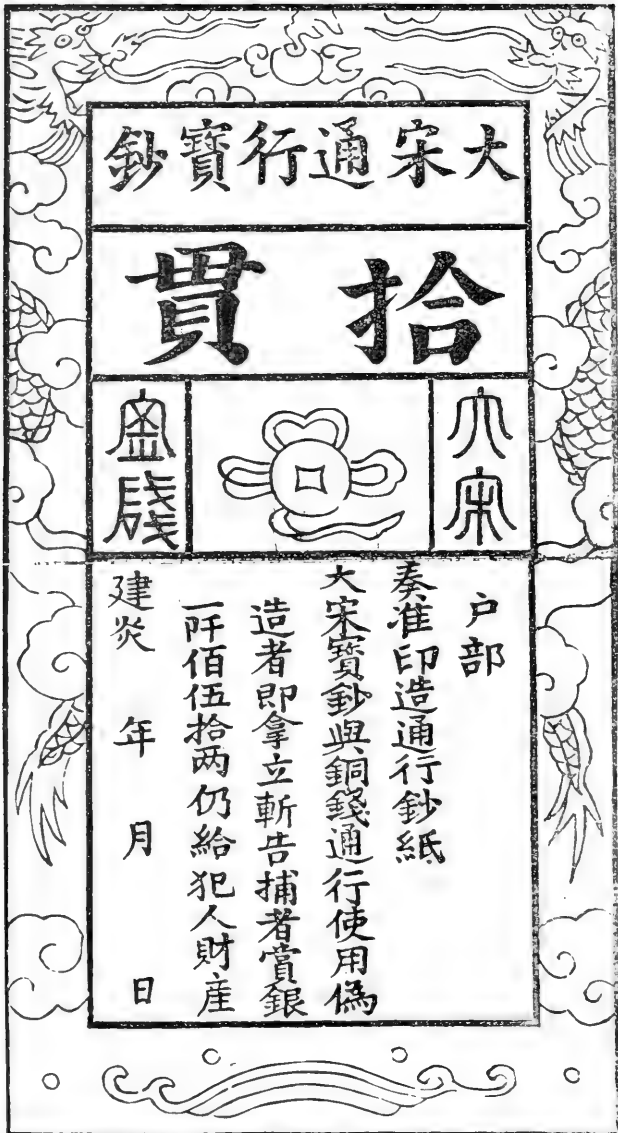 大宋通行寶鈔
拾貫
大宋
户部
奏准印造通行鈔紙
大宋寶鈔與銅錢通行使用偽
造者即拿立斬告捕者賞銀
一阡佰伍拾两仍給犯人財産
建炎 年 月 日